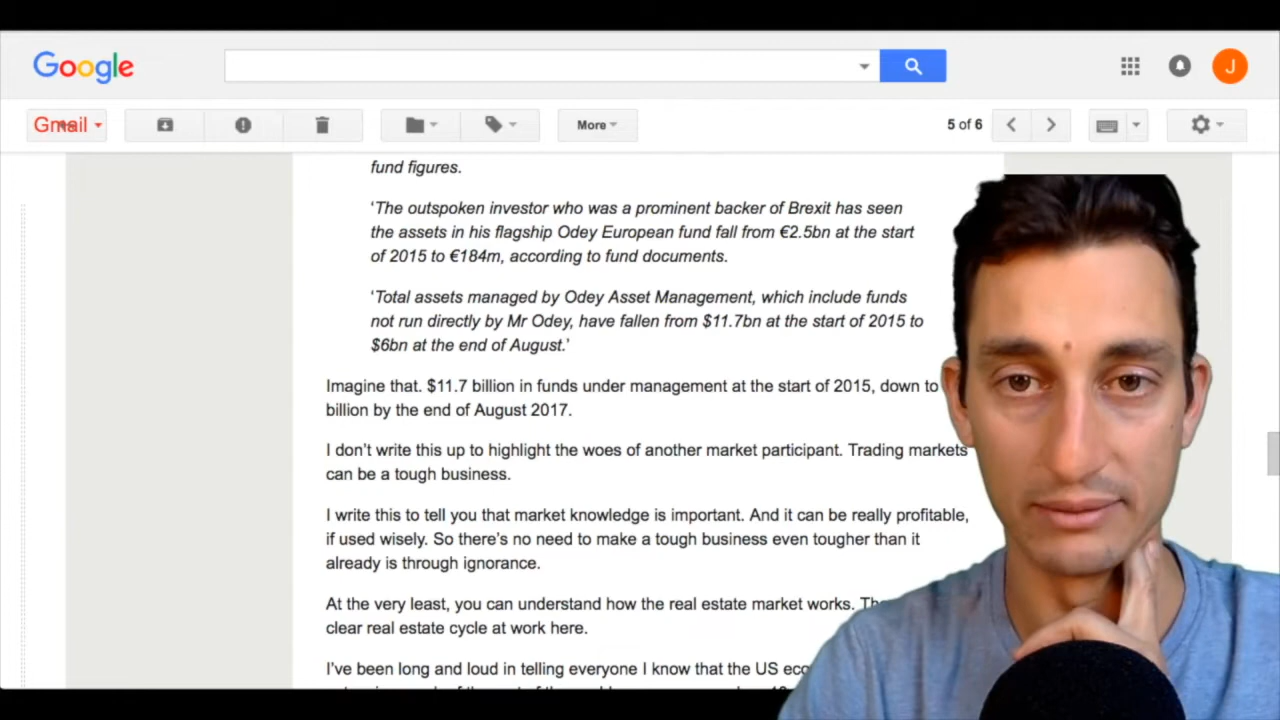 Google
J
Gmail
More
5 of 6
fund figures.
‘The outspoken investor who was a prominent backer of Brexit has seen
the assets in his flagship Odey European fund fall from €2.5bn at the start
of 2015 to €184m, according to fund documents.
‘Total assets managed by Odey Asset Management, which include funds
not run directly by Mr Odey, have fallen from $11.7bn at the start of 2015 to
$6bn at the end of August.’
Imagine that. $11.7 billion in funds under management at the start of 2015, down to
billion by the end of August 2017.
I don’t write this up to highlight the woes of another market participant. Trading markets
can be a tough business.
I write this to tell you that market knowledge is important. And it can be really profitable,
if used wisely. So there’s no need to make a tough business even tougher than it
already is through ignorance.
At the very least, you can understand how the real estate market works.
clear real estate cycle at work here.
I’ve been long and loud in telling everyone I know that the US